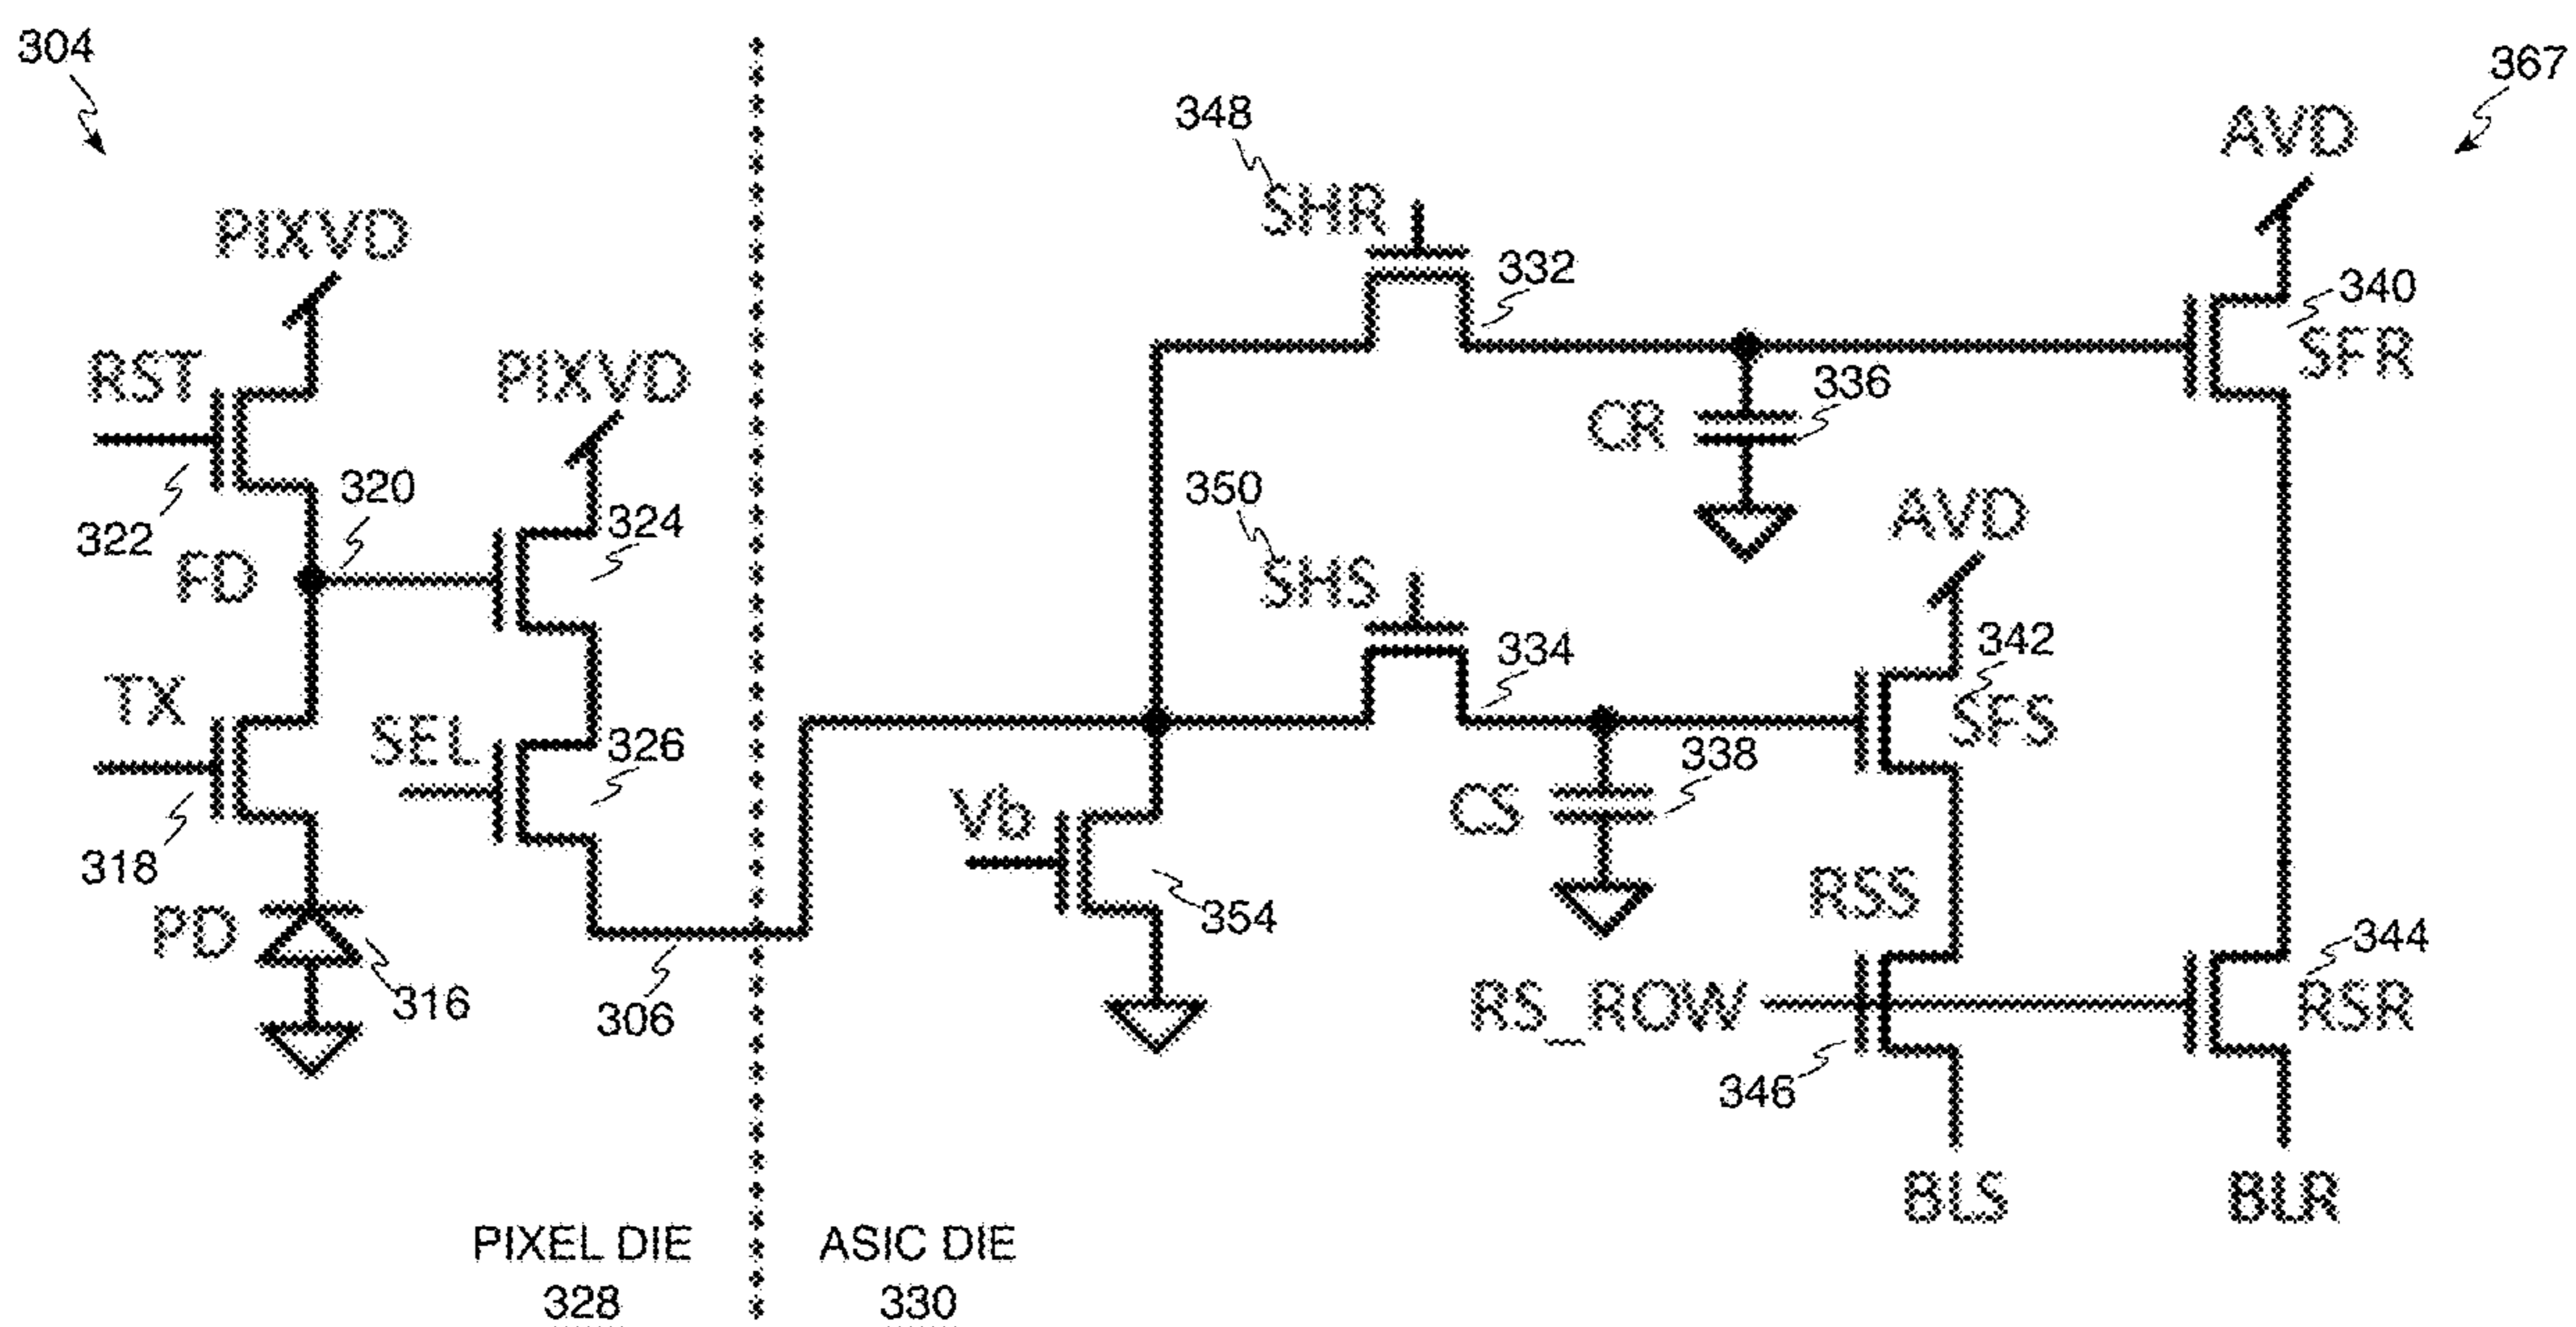 304
367
AVD
348
SHR
PIXVD
332
340
SFR
RST
PIXVD
336
CR
320
350
AVD
322
324
FD
SHS
342
SFS
334
TX
SEL
326
338
Vb
CS
318
RSS
PD
354
344
316
306
RS_ROW
RSR
346
BLS
BLR
PIXEL DIE
328
ASIC DIE
330